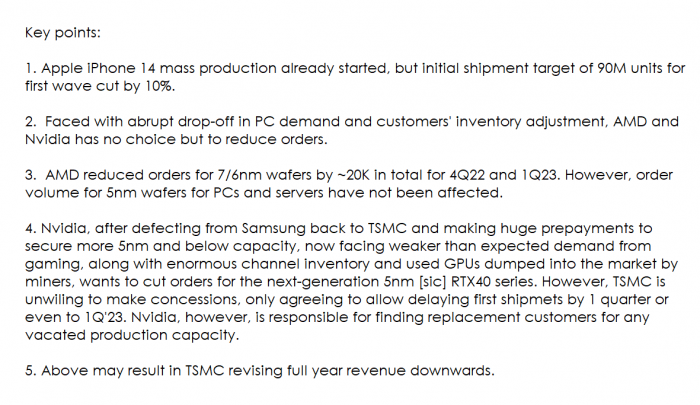 Key points:
1. Apple iPhone 14 mass production already started, but initial shipment target of 90M units for
first wave cut by 10%.
2.  Faced with abrupt drop-off in PC demand and customers' inventory adjustment, AMD and
Nvidia has no choice but to reduce orders.
3.  AMD reduced orders for 7/6nm wafers by ~20K in total for 4Q22 and 1Q23. However, order
volume for 5nm wafers for PCs and servers have not been affected.
4. Nvidia, after defecting from Samsung back to TSMC and making huge prepayments to
secure more 5nm and below capacity, now facing weaker than expected demand from
gaming, along with enormous channel inventory and used GPUs dumped into the market by
miners, wants to cut orders for the next-generation 5nm [sic] RTX40 series. However, TSMC is
unwiling to make concessions, only agreeing to allow delaying first shipmets by 1 quarter or
even to 1Q'23. Nvidia, however, is responsible for finding replacement customers for any
vacated production capacity.
5. Above may result in TSMC revising full year revenue downwards.